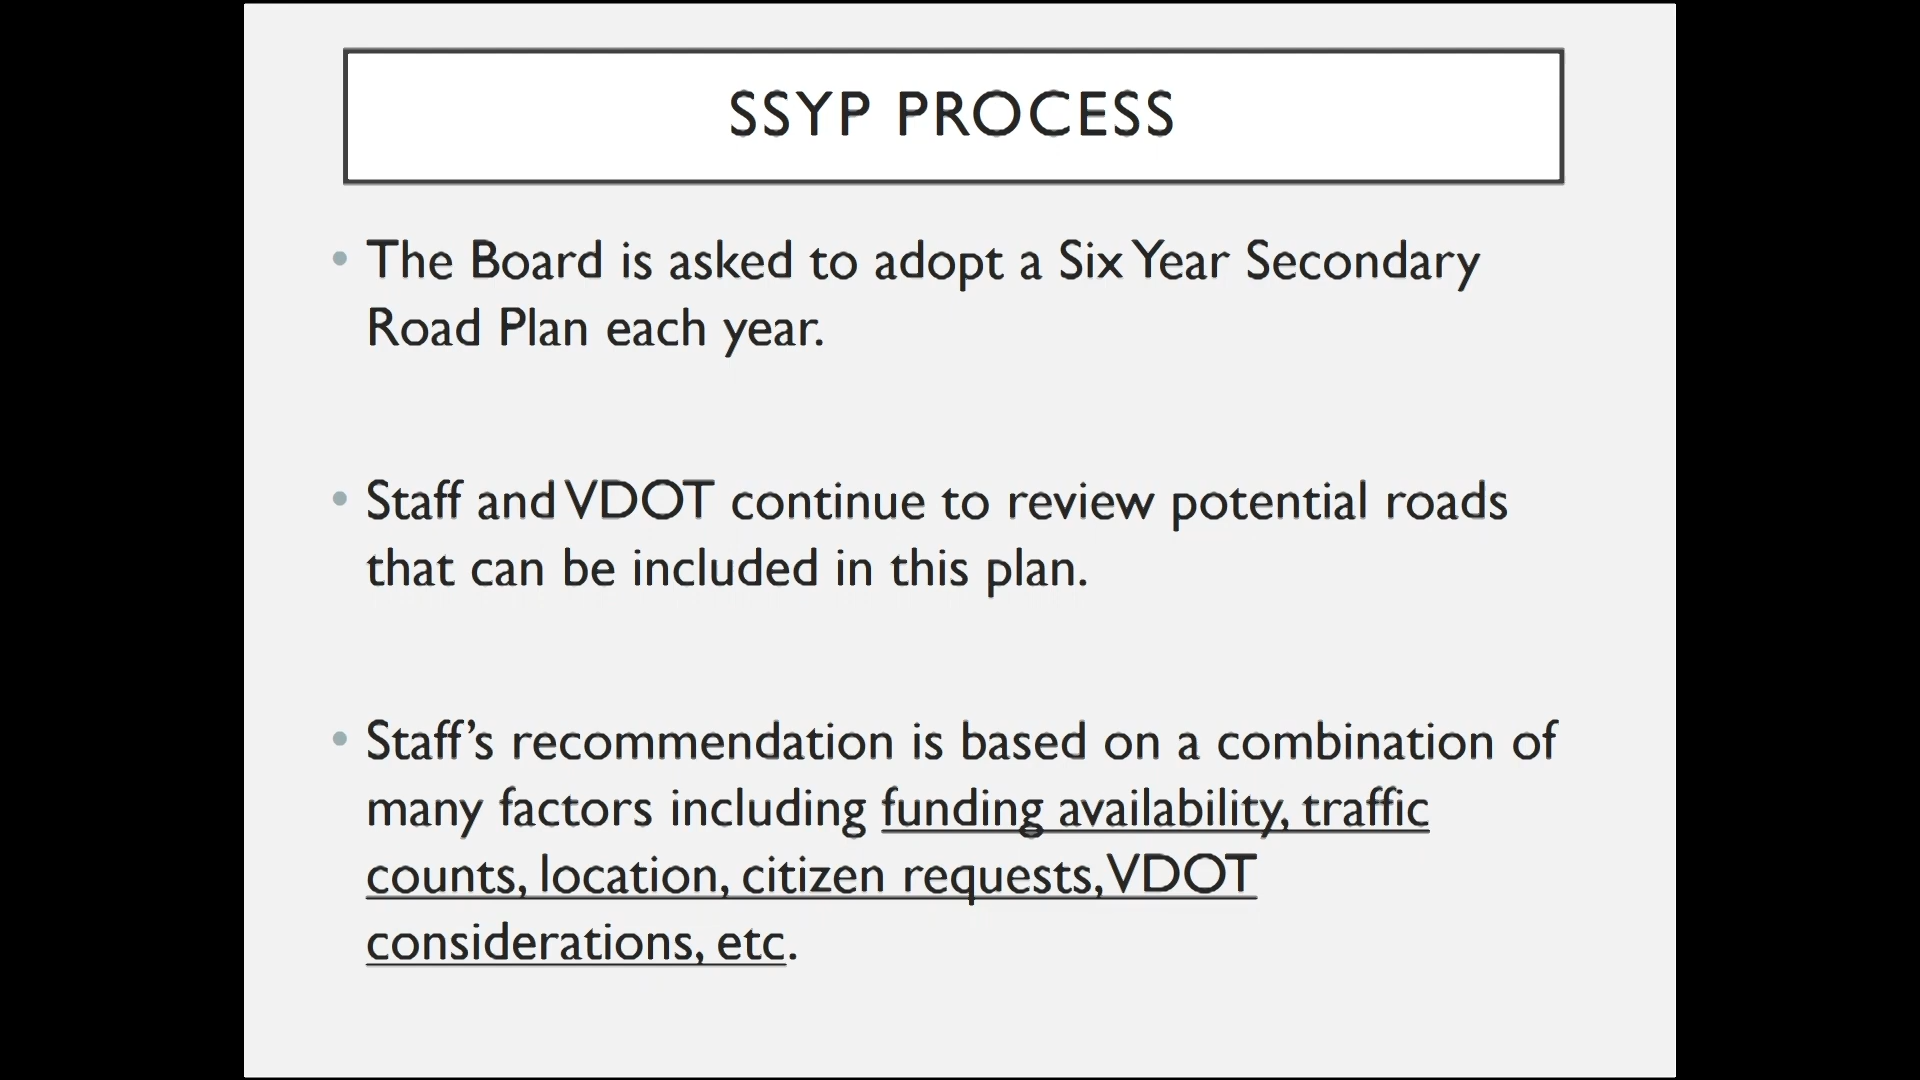 SSYP PROCESS
• The Board is asked to adopt a Six Year Secondary
Road Plan each year.
• Staff and VDOT continue to review potential roads
that can be included in this plan.
• Staff’s recommendation is based on a combination of
many factors including funding availability, traffic
counts, location, citizen requests, VDOT
considerations, etc.